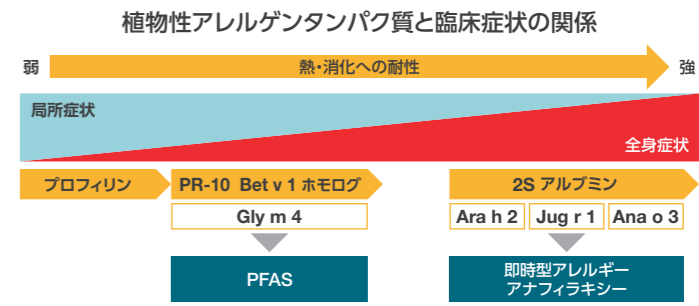 植物性アレルゲンタンパク質と臨床症状の関係
弱 熱・消化への耐性 強
局所症状
全身症状
プロフィリン PR-10 Bet v 1 ホモログ 2S アルブミン
Gly m 4 Ara h 2 Jug r 1 Ana o 3
PFAS 即時型アレルギー
アナフィラキシー